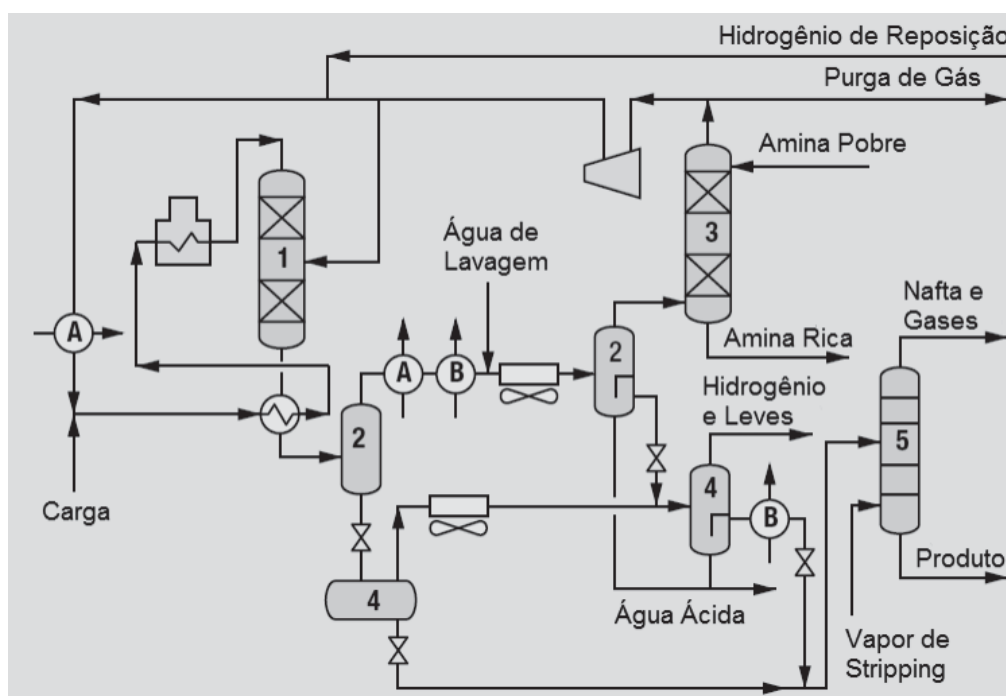 Hidrogênio de Reposição
Purga de Gás
Amina Pobre
1
3
Água de
Lavagem
A
Nafta e
Gases
2
Amina Rica
A
B
Hidrogênio
e Leves
2
5
4
B
Carga
4
Produto
Água Ácida
Vapor de
Stripping